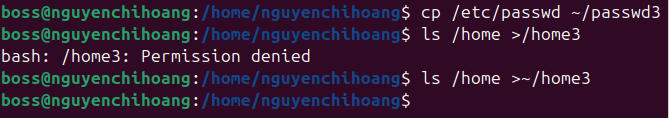 boss@nguyenchihoang:/home/nguyenchihoang$ cp /etc/passwd ~/passwd3
boss@nguyenchihoang:/home/nguyenchihoang$ ls /home >/home3
bash: /home3: Permission denied
boss@nguyenchihoang:/home/nguyenchihoang$ ls /home >~/home3
boss@nguyenchihoang:/home/nguyenchihoang$